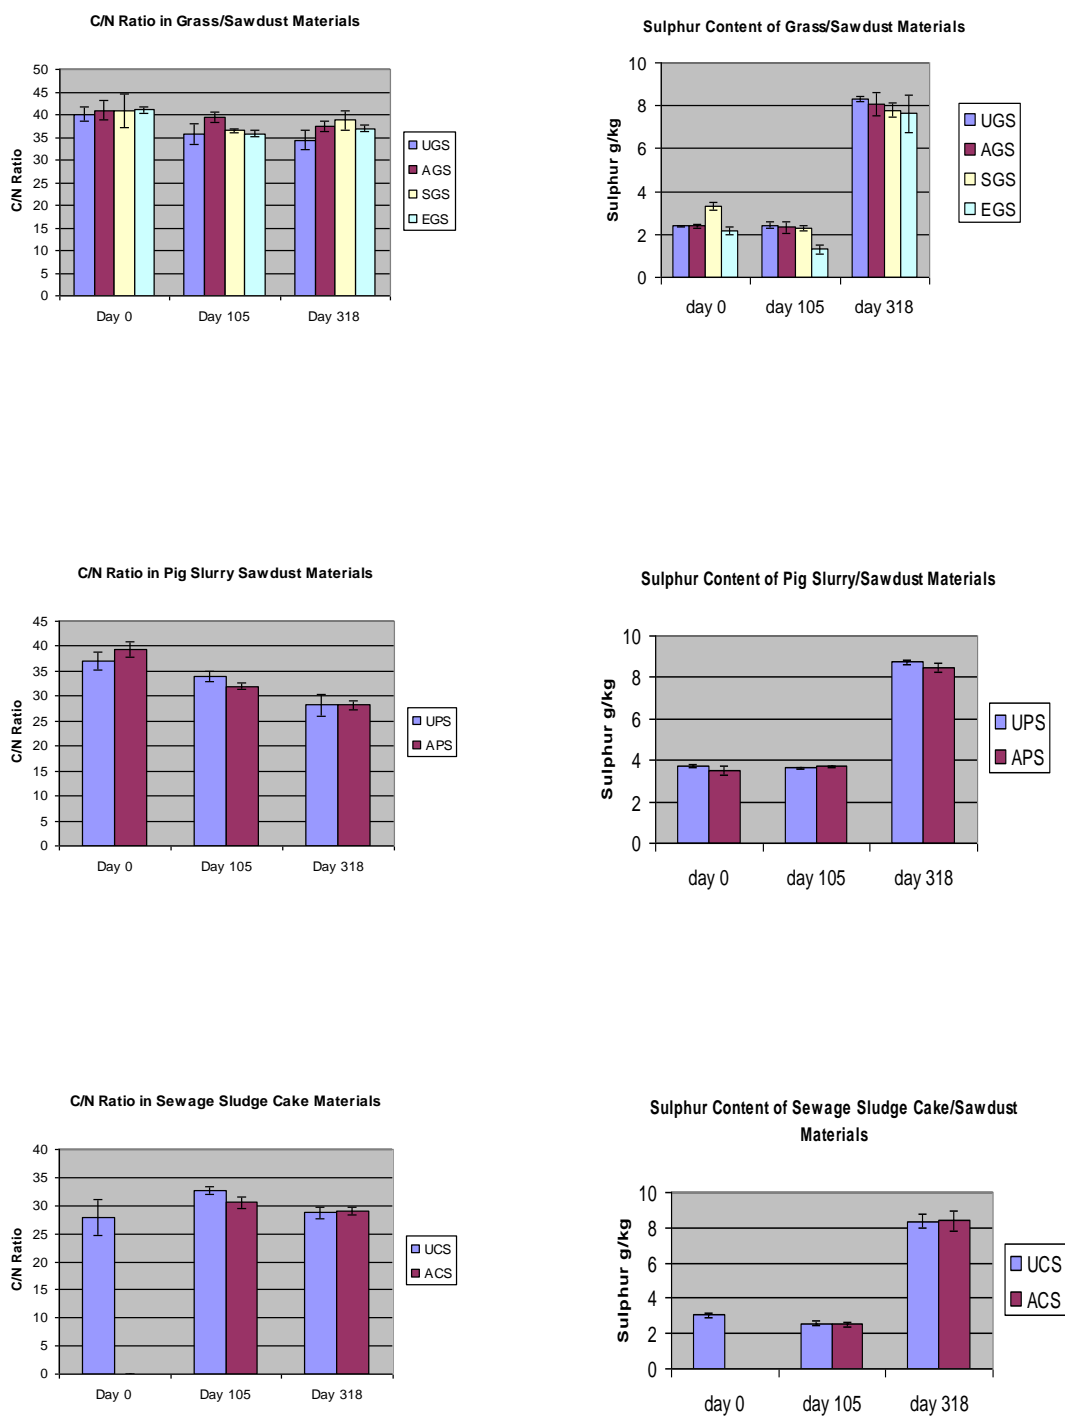 C/N Ratio in Grass/Sawdust Materials
50
45
40
35
30
25
20
15
10
5
0
C/N Ratio
Day 0 Day 105 Day 318
UGS
AGS
SGS
EGS
Sulphur Content of Grass/Sawdust Materials
10
8
6
4
2
0
Sulphur g/kg
day 0 day 105 day 318
UGS
AGS
SGS
EGS
C/N Ratio in Pig Slurry Sawdust Materials
45
40
35
30
25
20
15
10
5
0
C/N Ratio
Day 0 Day 105 Day 318
UPS
APS
Sulphur Content of Pig Slurry/Sawdust Materials
10
8
6
4
2
0
Sulphur g/kg
day 0 day 105 day 318
UPS
APS
C/N Ratio in Sewage Sludge Cake Materials
40
35
30
25
20
15
10
5
0
C/N Ratio
Day 0 Day 105 Day 318
UCS
ACS
Sulphur Content of Sewage Sludge Cake/Sawdust
Materials
10
8
6
4
2
0
Sulphur g/kg
day 0 day 105 day 318
UCS
ACS